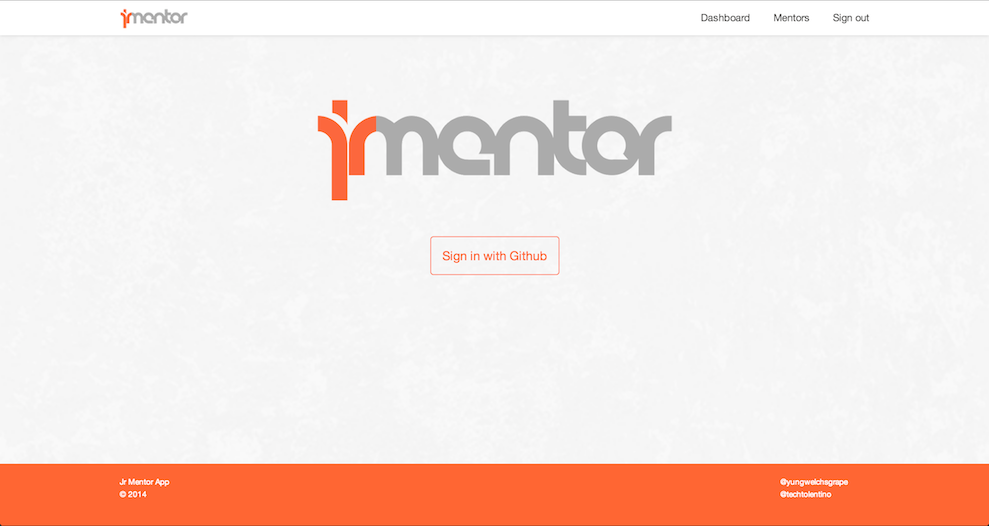 jrmentor
Dashboard Mentors Sign out
jrmentor
Sign in with Github
Jr Mentor App
© 2014
@yungwelchsgrape
@techtolentino